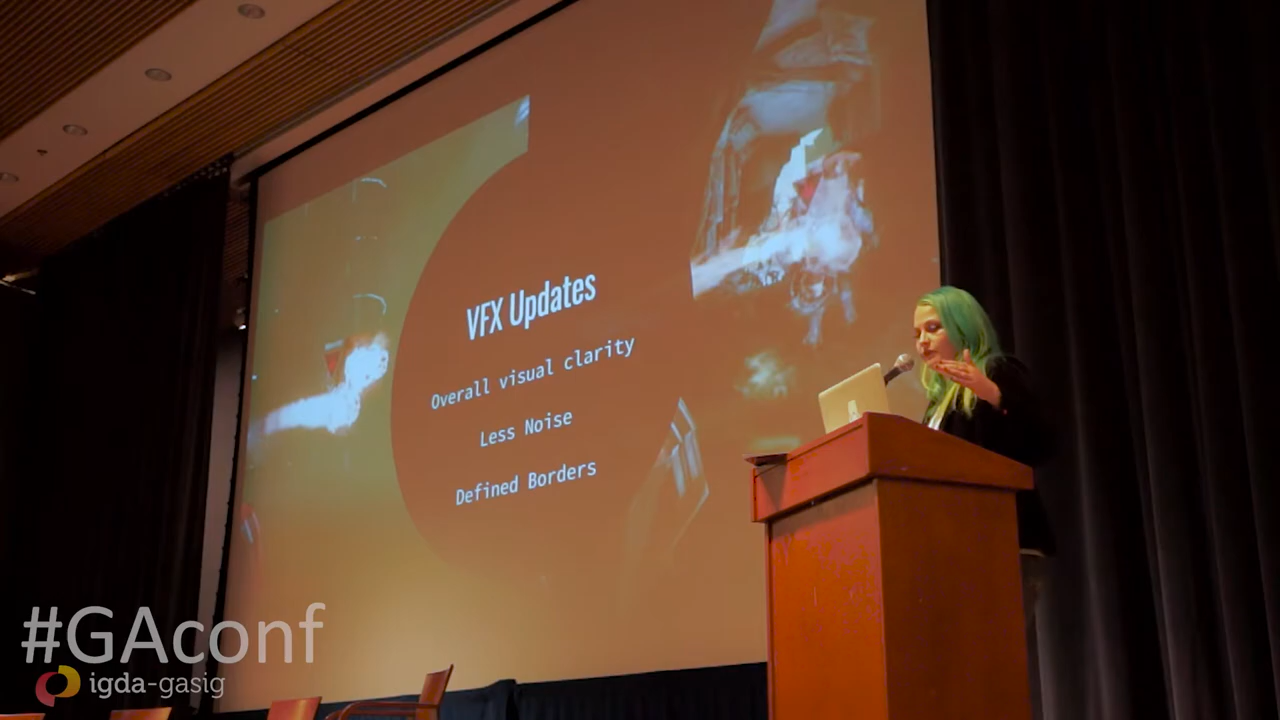 VFX Updates
Overall visual clarity
Less Noise
Defined Borders
#GAconf
igda-gasig